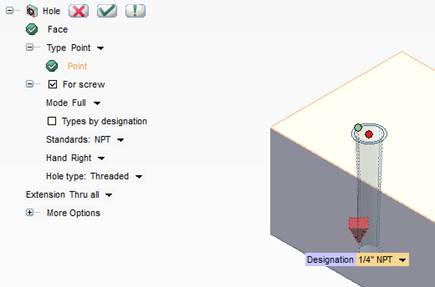 Hole
Face
Type Point
Point
For screw
Mode Full
Types by designation
Standards: NPT
Hand Right
Hole type: Threaded
Extension Thru all
More Options
Designation 1/4" NPT